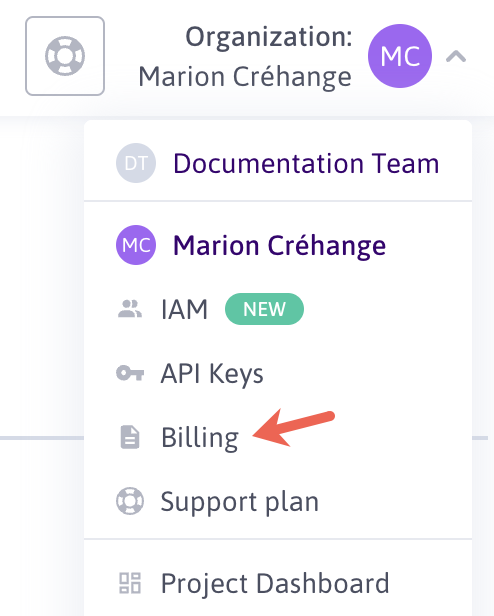 Organization:
Marion Créhange
MC
DT
Documentation Team
MC
Marion Créhange
IAM NEW
API Keys
Billing
Support plan
Project Dashboard